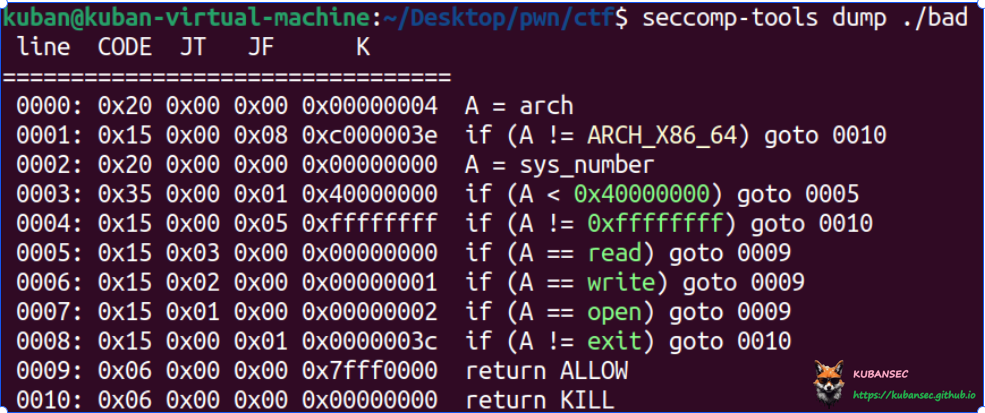 kuban@kuban-virtual-machine:~/Desktop/pwn/ctf$ seccomp-tools dump ./bad
 line  CODE  JT   JF      K
=================================
 0000: 0x20 0x00 0x00 0x00000004  A = arch
 0001: 0x15 0x00 0x08 0xc000003e  if (A != ARCH_X86_64) goto 0010
 0002: 0x20 0x00 0x00 0x00000000  A = sys_number
 0003: 0x35 0x00 0x01 0x40000000  if (A < 0x40000000) goto 0005
 0004: 0x15 0x00 0x05 0xffffffff  if (A != 0xffffffff) goto 0010
 0005: 0x15 0x03 0x00 0x00000000  if (A == read) goto 0009
 0006: 0x15 0x02 0x00 0x00000001  if (A == write) goto 0009
 0007: 0x15 0x01 0x00 0x00000002  if (A == open) goto 0009
 0008: 0x15 0x00 0x01 0x0000003c  if (A != exit) goto 0010
 0009: 0x06 0x00 0x00 0x7fff0000  return ALLOW
 0010: 0x06 0x00 0x00 0x00000000  return KILL
KUBANSEC
https://kubansec.github.io